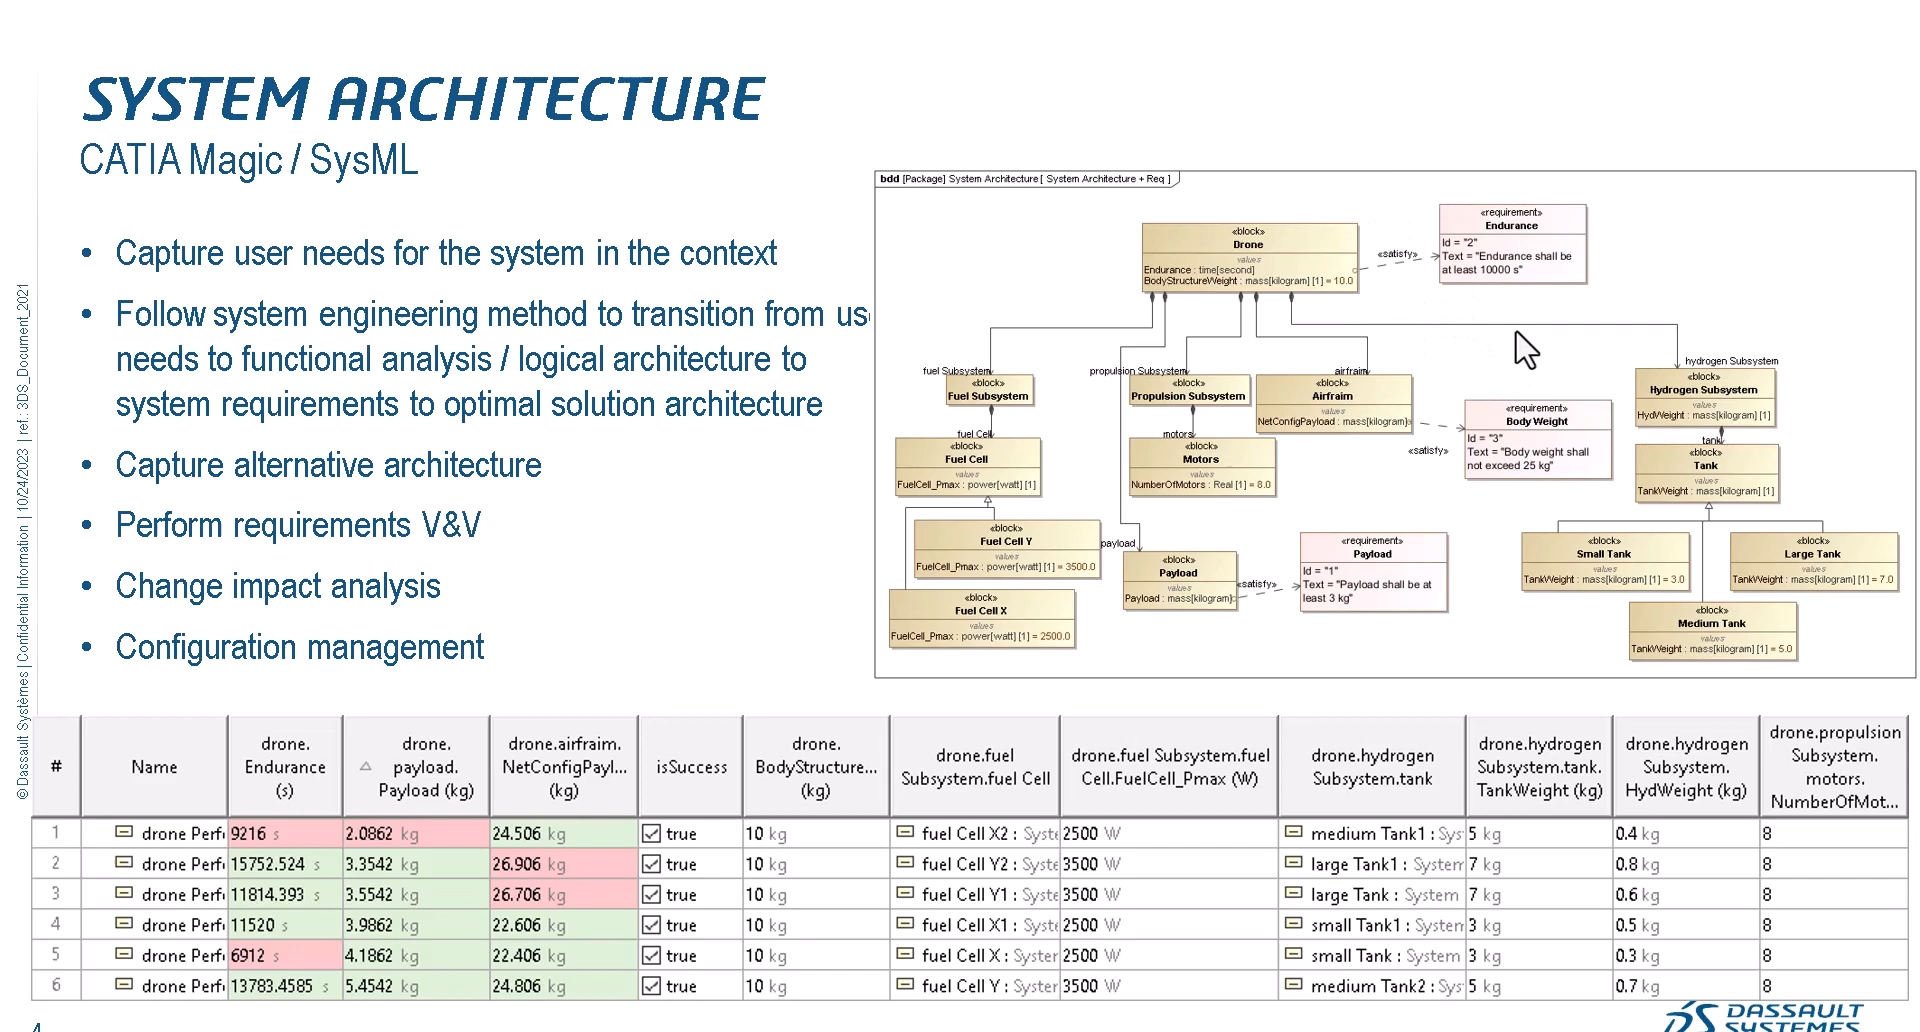 SYSTEM ARCHITECTURE
CATIA Magic / SysML
• Capture user needs for the system in the context
• Follow system engineering method to transition from us
needs to functional analysis / logical architecture to
system requirements to optimal solution architecture
• Capture alternative architecture
• Perform requirements V&V
• Change impact analysis
• Configuration management
© Dassault Systèmes | Confidential Information | 10/24/2023 | ref.: 3DS_Document_2021
bdd [Package] System Architecture [ System Architecture + Req ]
«block»
Drone
values
Endurance : time[second]
BodyStructureWeight : mass[kilogram] [1] = 10.0
«satisfy»
«requirement»
Endurance
Id = "2"
Text = "Endurance shall be
at least 10000 s"
fuel Subsystem
«block»
Fuel Subsystem
propulsion Subsystem
«block»
Propulsion Subsystem
airfraim
«block»
Airfraim
values
NetConfigPayload : mass[kilogram]
«satisfy»
«requirement»
Body Weight
Id = "3"
Text = "Body weight shall
not exceed 25 kg"
hydrogen Subsystem
«block»
Hydrogen Subsystem
values
HydWeight : mass[kilogram] [1]
fuel Cell
«block»
Fuel Cell
values
FuelCell_Pmax : power[watt] [1]
motors
«block»
Motors
values
NumberOfMotors : Real [1] = 8.0
tank
«block»
Tank
values
TankWeight : mass[kilogram] [1]
«block»
Fuel Cell Y
values
FuelCell_Pmax : power[watt] [1] = 3500.0
«block»
Fuel Cell X
values
FuelCell_Pmax : power[watt] [1] = 2500.0
payload
«block»
Payload
values
Payload : mass[kilogram]
«satisfy»
«requirement»
Payload
Id = "1"
Text = "Payload shall be at
least 3 kg"
«block»
Small Tank
values
TankWeight : mass[kilogram] [1] = 3.0
«block»
Large Tank
values
TankWeight : mass[kilogram] [1] = 7.0
«block»
Medium Tank
values
TankWeight : mass[kilogram] [1] = 5.0
# Name drone. Endurance (s) drone. payload. Payload (kg) drone.airfraim. NetConfigPayl... (kg) isSuccess drone. BodyStructure... (kg) drone.fuel Subsystem.fuel Cell drone.fuel Subsystem.fuel Cell.FuelCell_Pmax (W) drone.hydrogen Subsystem.tank drone.hydrogen Subsystem.tank. TankWeight (kg) drone.hydrogen Subsystem. HydWeight (kg) drone.propulsion Subsystem. motors. NumberOfMot...
1 drone Perf 9216 s 2.0862 kg 24.506 kg true 10 kg fuel Cell X2 : Syste 2500 W medium Tank1 : Sys 5 kg 0.4 kg 8
2 drone Perf 15752.524 s 3.3542 kg 26.906 kg true 10 kg fuel Cell Y2 : Syste 3500 W large Tank1 : System 7 kg 0.8 kg 8
3 drone Perf 11814.393 s 3.5542 kg 26.706 kg true 10 kg fuel Cell Y1 : Syste 3500 W large Tank : System 7 kg 0.6 kg 8
4 drone Perf 11520 s 3.9862 kg 22.606 kg true 10 kg fuel Cell X1 : Syste 2500 W small Tank1 : System 3 kg 0.5 kg 8
5 drone Perf 6912 s 4.1862 kg 22.406 kg true 10 kg fuel Cell X : System 2500 W small Tank : System 3 kg 0.3 kg 8
6 drone Perf 13783.4585 s 5.4542 kg 24.806 kg true 10 kg fuel Cell Y : System 3500 W medium Tank2 : Sys 5 kg 0.7 kg 8
4
DASSAULT
SYSTEMES